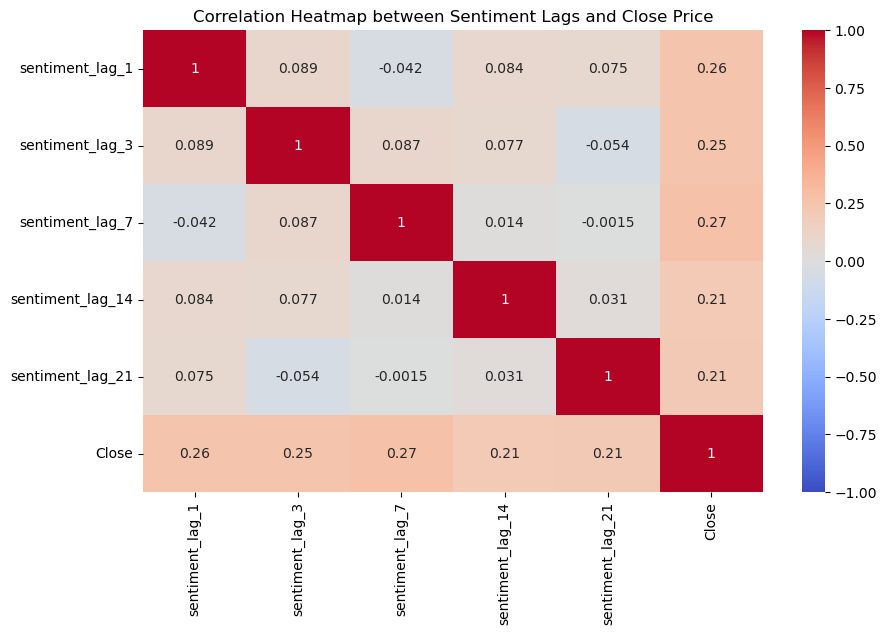 Correlation Heatmap between Sentiment Lags and Close Price
sentiment_lag_1 1 0.089 -0.042 0.084 0.075 0.26
sentiment_lag_3 0.089 1 0.087 0.077 -0.054 0.25
sentiment_lag_7 -0.042 0.087 1 0.014 -0.0015 0.27
sentiment_lag_14 0.084 0.077 0.014 1 0.031 0.21
sentiment_lag_21 0.075 -0.054 -0.0015 0.031 1 0.21
Close 0.26 0.25 0.27 0.21 0.21 1
sentiment_lag_1
sentiment_lag_3
sentiment_lag_7
sentiment_lag_14
sentiment_lag_21
Close
1.00
0.75
0.50
0.25
0.00
−0.25
−0.50
−0.75
−1.00